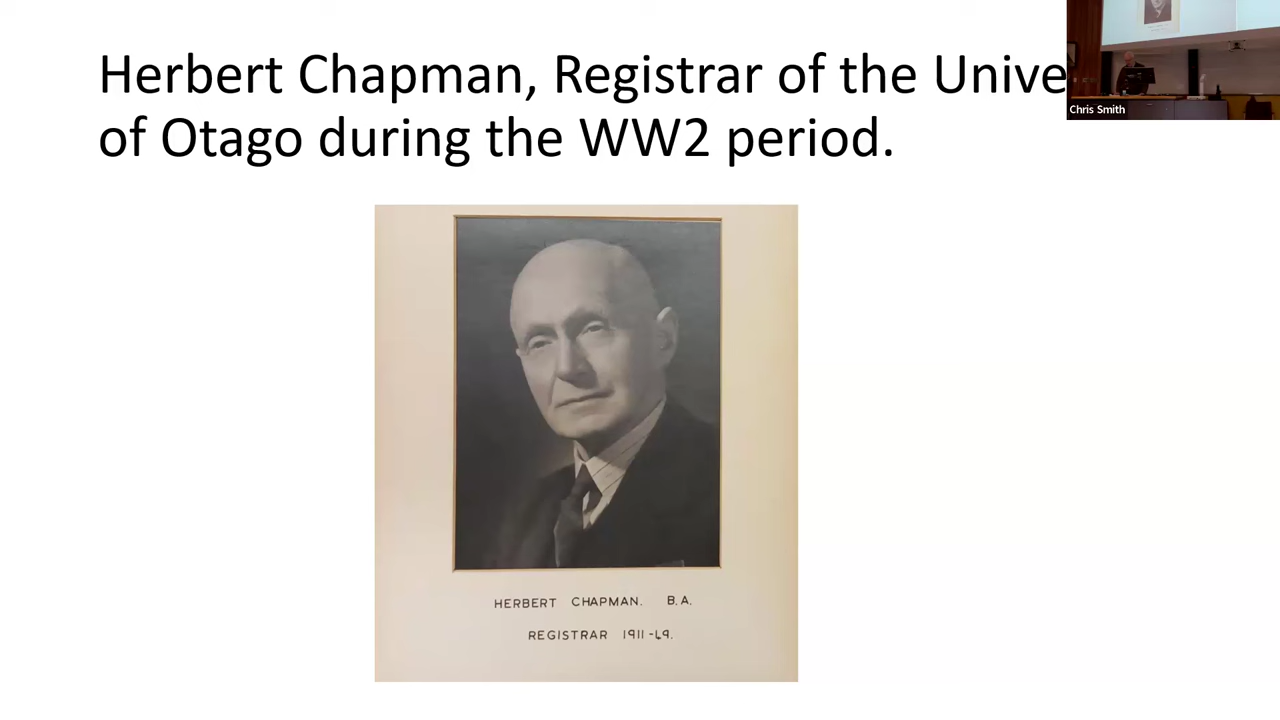 Herbert Chapman, Registrar of the Unive
of Otago during the WW2 period.
Chris Smith
HERBERT CHAPMAN. B.A.
REGISTRAR 1911-49.